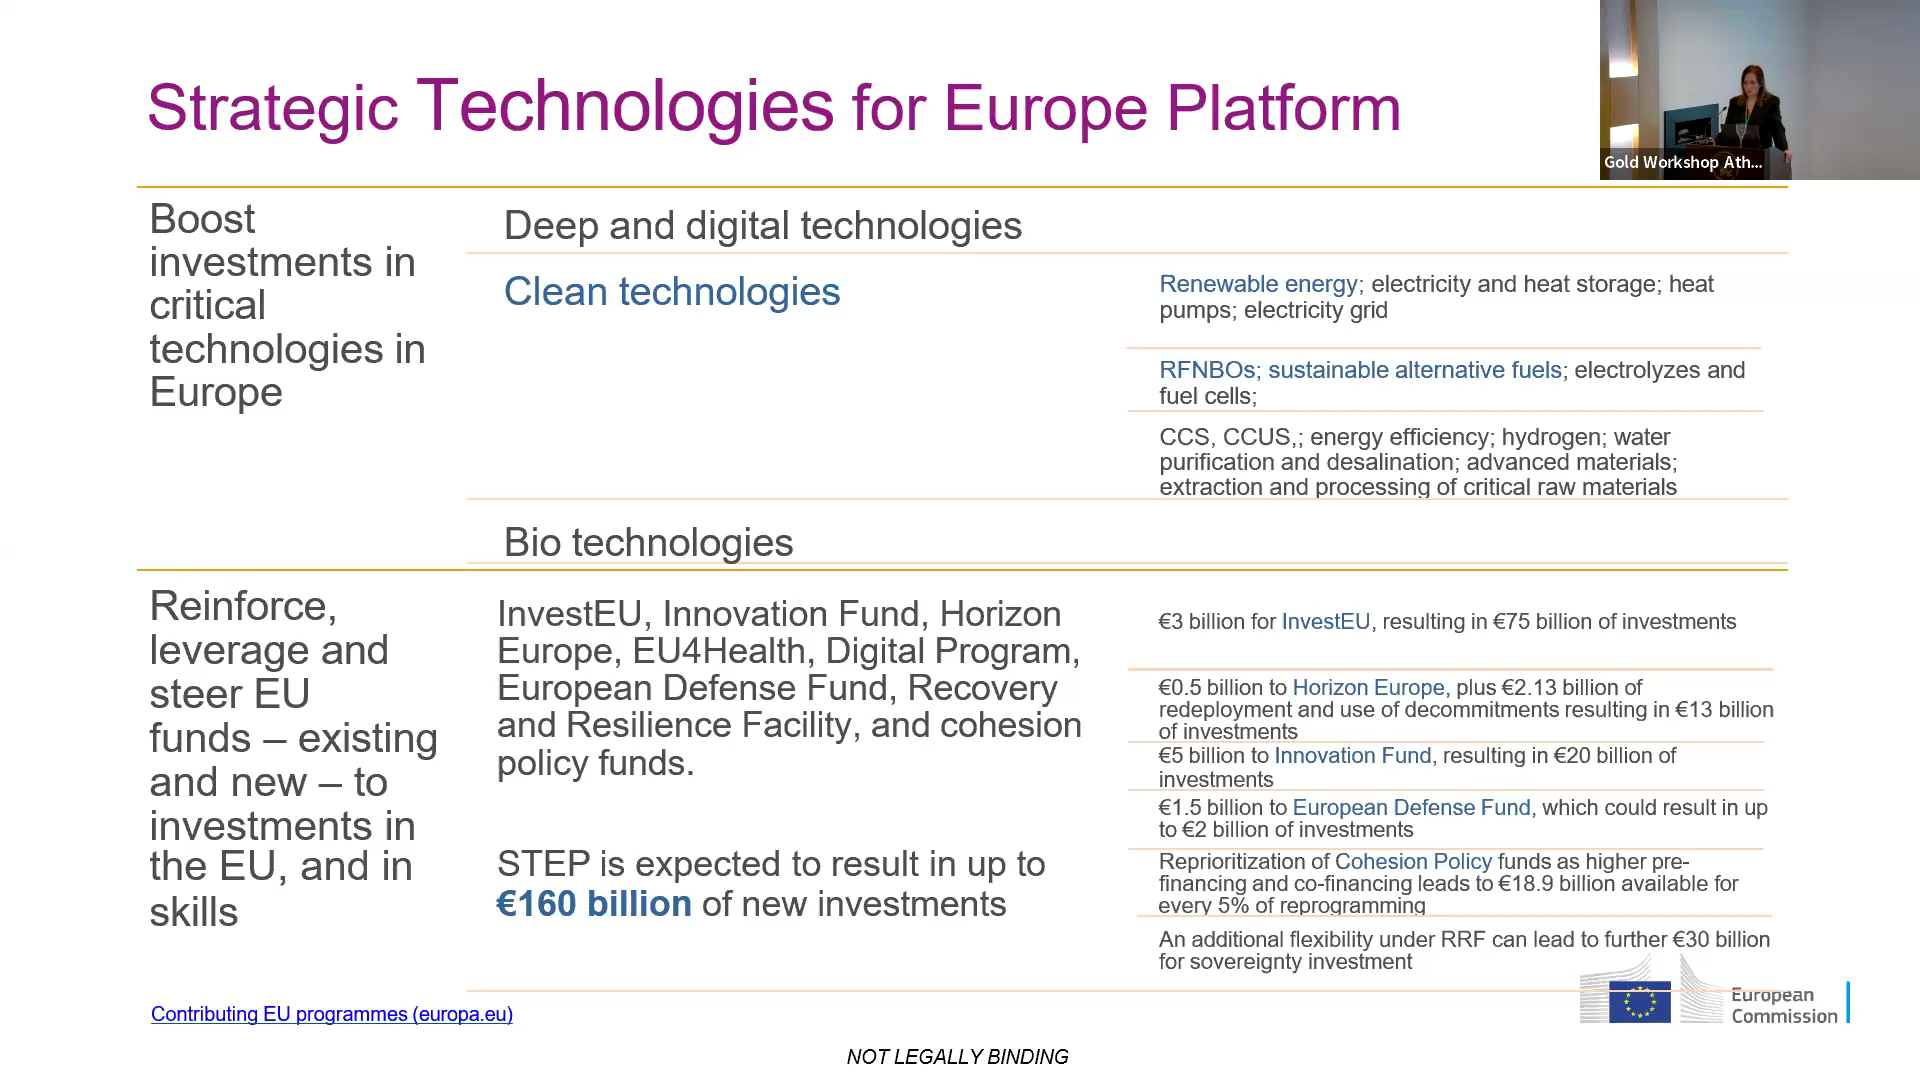 Strategic Technologies for Europe Platform
Gold Workshop Ath...
Boost
investments in
critical
technologies in
Europe
Deep and digital technologies
Clean technologies
Renewable energy; electricity and heat storage; heat
pumps; electricity grid
RFNBOs; sustainable alternative fuels; electrolyzes and
fuel cells;
CCS, CCUS,; energy efficiency; hydrogen; water
purification and desalination; advanced materials;
extraction and processing of critical raw materials
Bio technologies
Reinforce,
leverage and
steer EU
funds – existing
and new – to
investments in
the EU, and in
skills
InvestEU, Innovation Fund, Horizon
Europe, EU4Health, Digital Program,
European Defense Fund, Recovery
and Resilience Facility, and cohesion
policy funds.
STEP is expected to result in up to
€160 billion of new investments
€3 billion for InvestEU, resulting in €75 billion of investments
€0.5 billion to Horizon Europe, plus €2.13 billion of
redeployment and use of decommitments resulting in €13 billion
of investments
€5 billion to Innovation Fund, resulting in €20 billion of
investments
€1.5 billion to European Defense Fund, which could result in up
to €2 billion of investments
Reprioritization of Cohesion Policy funds as higher pre-
financing and co-financing leads to €18.9 billion available for
every 5% of reprogramming
An additional flexibility under RRF can lead to further €30 billion
for sovereignty investment
Contributing EU programmes (europa.eu)
European
Commission
NOT LEGALLY BINDING